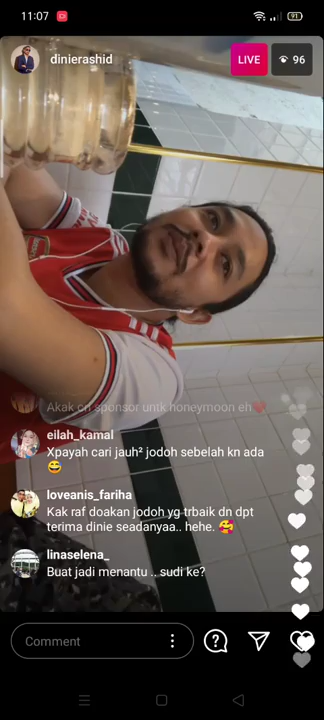 11:07
91
dinierashid
LIVE
96
Akak cri sponsor untk honeymoon eh
eilah_kamal
Xpayah cari jauh² jodoh sebelah kn ada
😅
loveanis_fariha
Kak raf doakan jodoh yg trbaik dn dpt
terima dinie seadanyaa.. hehe. 🥰
linaselena_
Buat jadi menantu .. sudi ke?
Comment